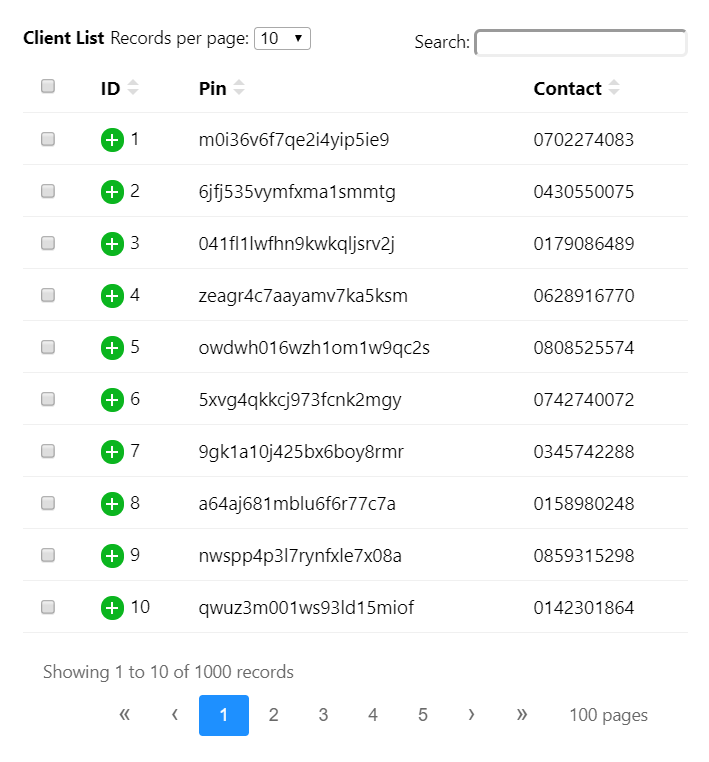 Client List Records per page: 10 Search:
ID Pin Contact
1 m0i36v6f7qe2i4yip5ie9 0702274083
2 6jfj535vymfxma1smmtg 0430550075
3 041fl1lwfhn9kwkqljsrv2j 0179086489
4 zeagr4c7aayamv7ka5ksm 0628916770
5 owdwh016wzh1om1w9qc2s 0808525574
6 5xvg4qkkcj973fcnk2mgy 0742740072
7 9gk1a10j425bx6boy8rmr 0345742288
8 a64aj681mblu6f6r77c7a 0158980248
9 nwspp4p3l7rynfxle7x08a 0859315298
10 qwuz3m001ws93ld15miof 0142301864
Showing 1 to 10 of 1000 records
« ‹ 1 2 3 4 5 › » 100 pages